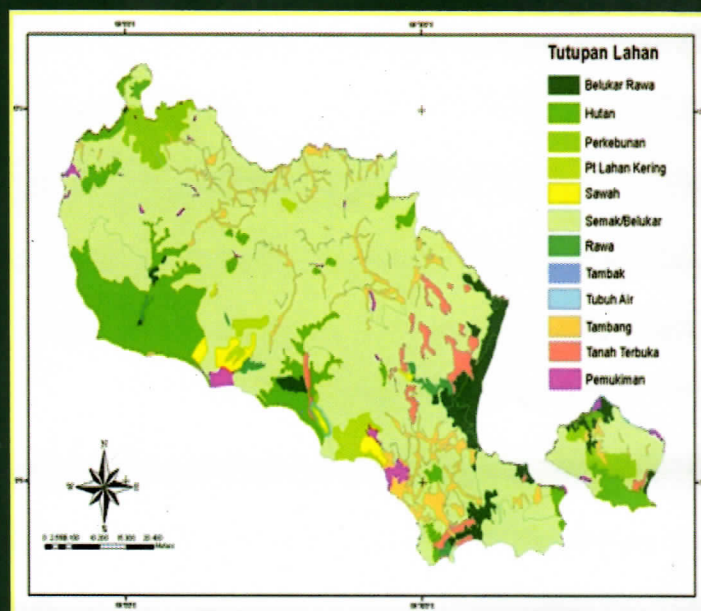 Tutupan Lahan
Belukar Rawa
Hutan
Perkebunan
Pt Lahan Kering
Sawah
Semak/Belukar
Rawa
Tambak
Tubuh Air
Tambang
Tanah Terbuka
Pemukiman
N
S
Meters